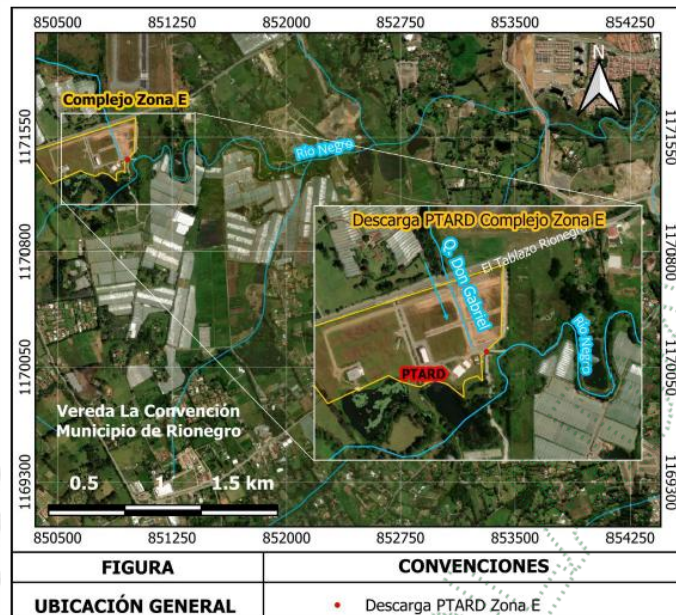 850500 851250 852000 852750 853500 854250
N
Complejo Zona E
1171550 1171550
Río Negro
Descarga PTARD Complejo Zona E
El Tablazo Rionegro
Q. Don Gabriel
1170800 1170800
Río Negro
PTARD
1170050 1170050
Vereda La Convención
Municipio de Rionegro
0.5 1 1.5 km
1169300 1169300
850500 851250 852000 852750 853500 854250
FIGURA CONVENCIONES
UBICACIÓN GENERAL Descarga PTARD Zona E